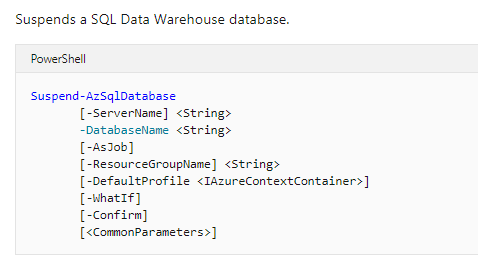 Suspends a SQL Data Warehouse database.
PowerShell
Suspend-AzSqlDatabase
[-ServerName] <String>
-DatabaseName <String>
[-AsJob]
[-ResourceGroupName] <String>
[-DefaultProfile <IAzureContextContainer>]
[-WhatIf]
[-Confirm]
[<CommonParameters>]